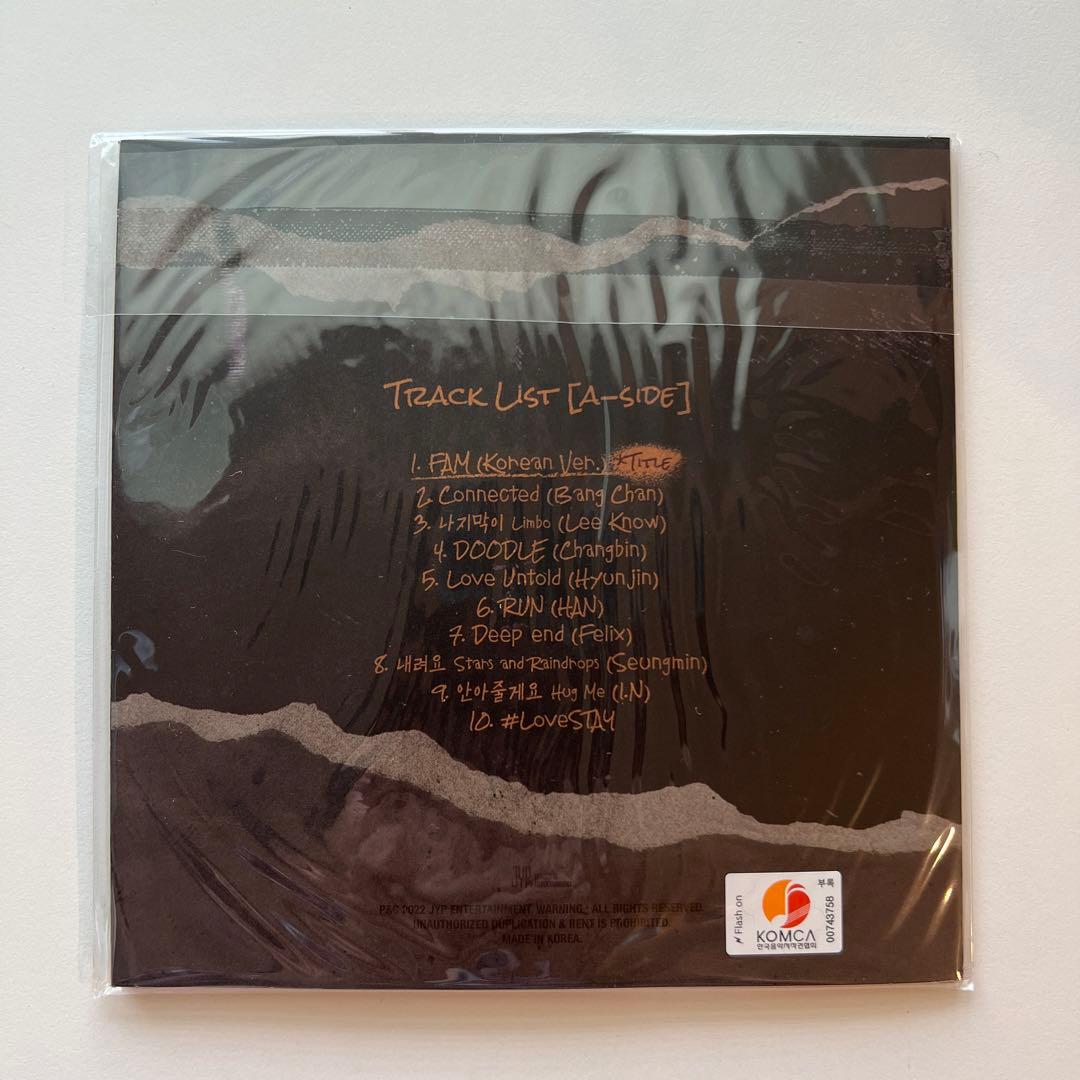 TRACK LIST [A-SIDE]
1. FAM (Korean Ver.) *TITLE
2. Connected (Bang Chan)
3. 나지막이 Limbo (Lee Know)
4. DOODLE (Changbin)
5. Love Untold (Hyunjin)
6. RUN (HAN)
7. Deep end (Felix)
8. 내려요 Stars and Raindrops (Seungmin)
9. 안아줄게요 Hug Me (I.N)
10. #LoveSTAY
JYP ENTERTAINMENT
P&C 2022 JYP ENTERTAINMENT. WARNING : ALL RIGHTS RESERVED.
UNAUTHORIZED DUPLICATION & RENT IS PROHIBITED.
MADE IN KOREA.
Flash on
KOMCA
한국음악저작권협회
부록
00743758